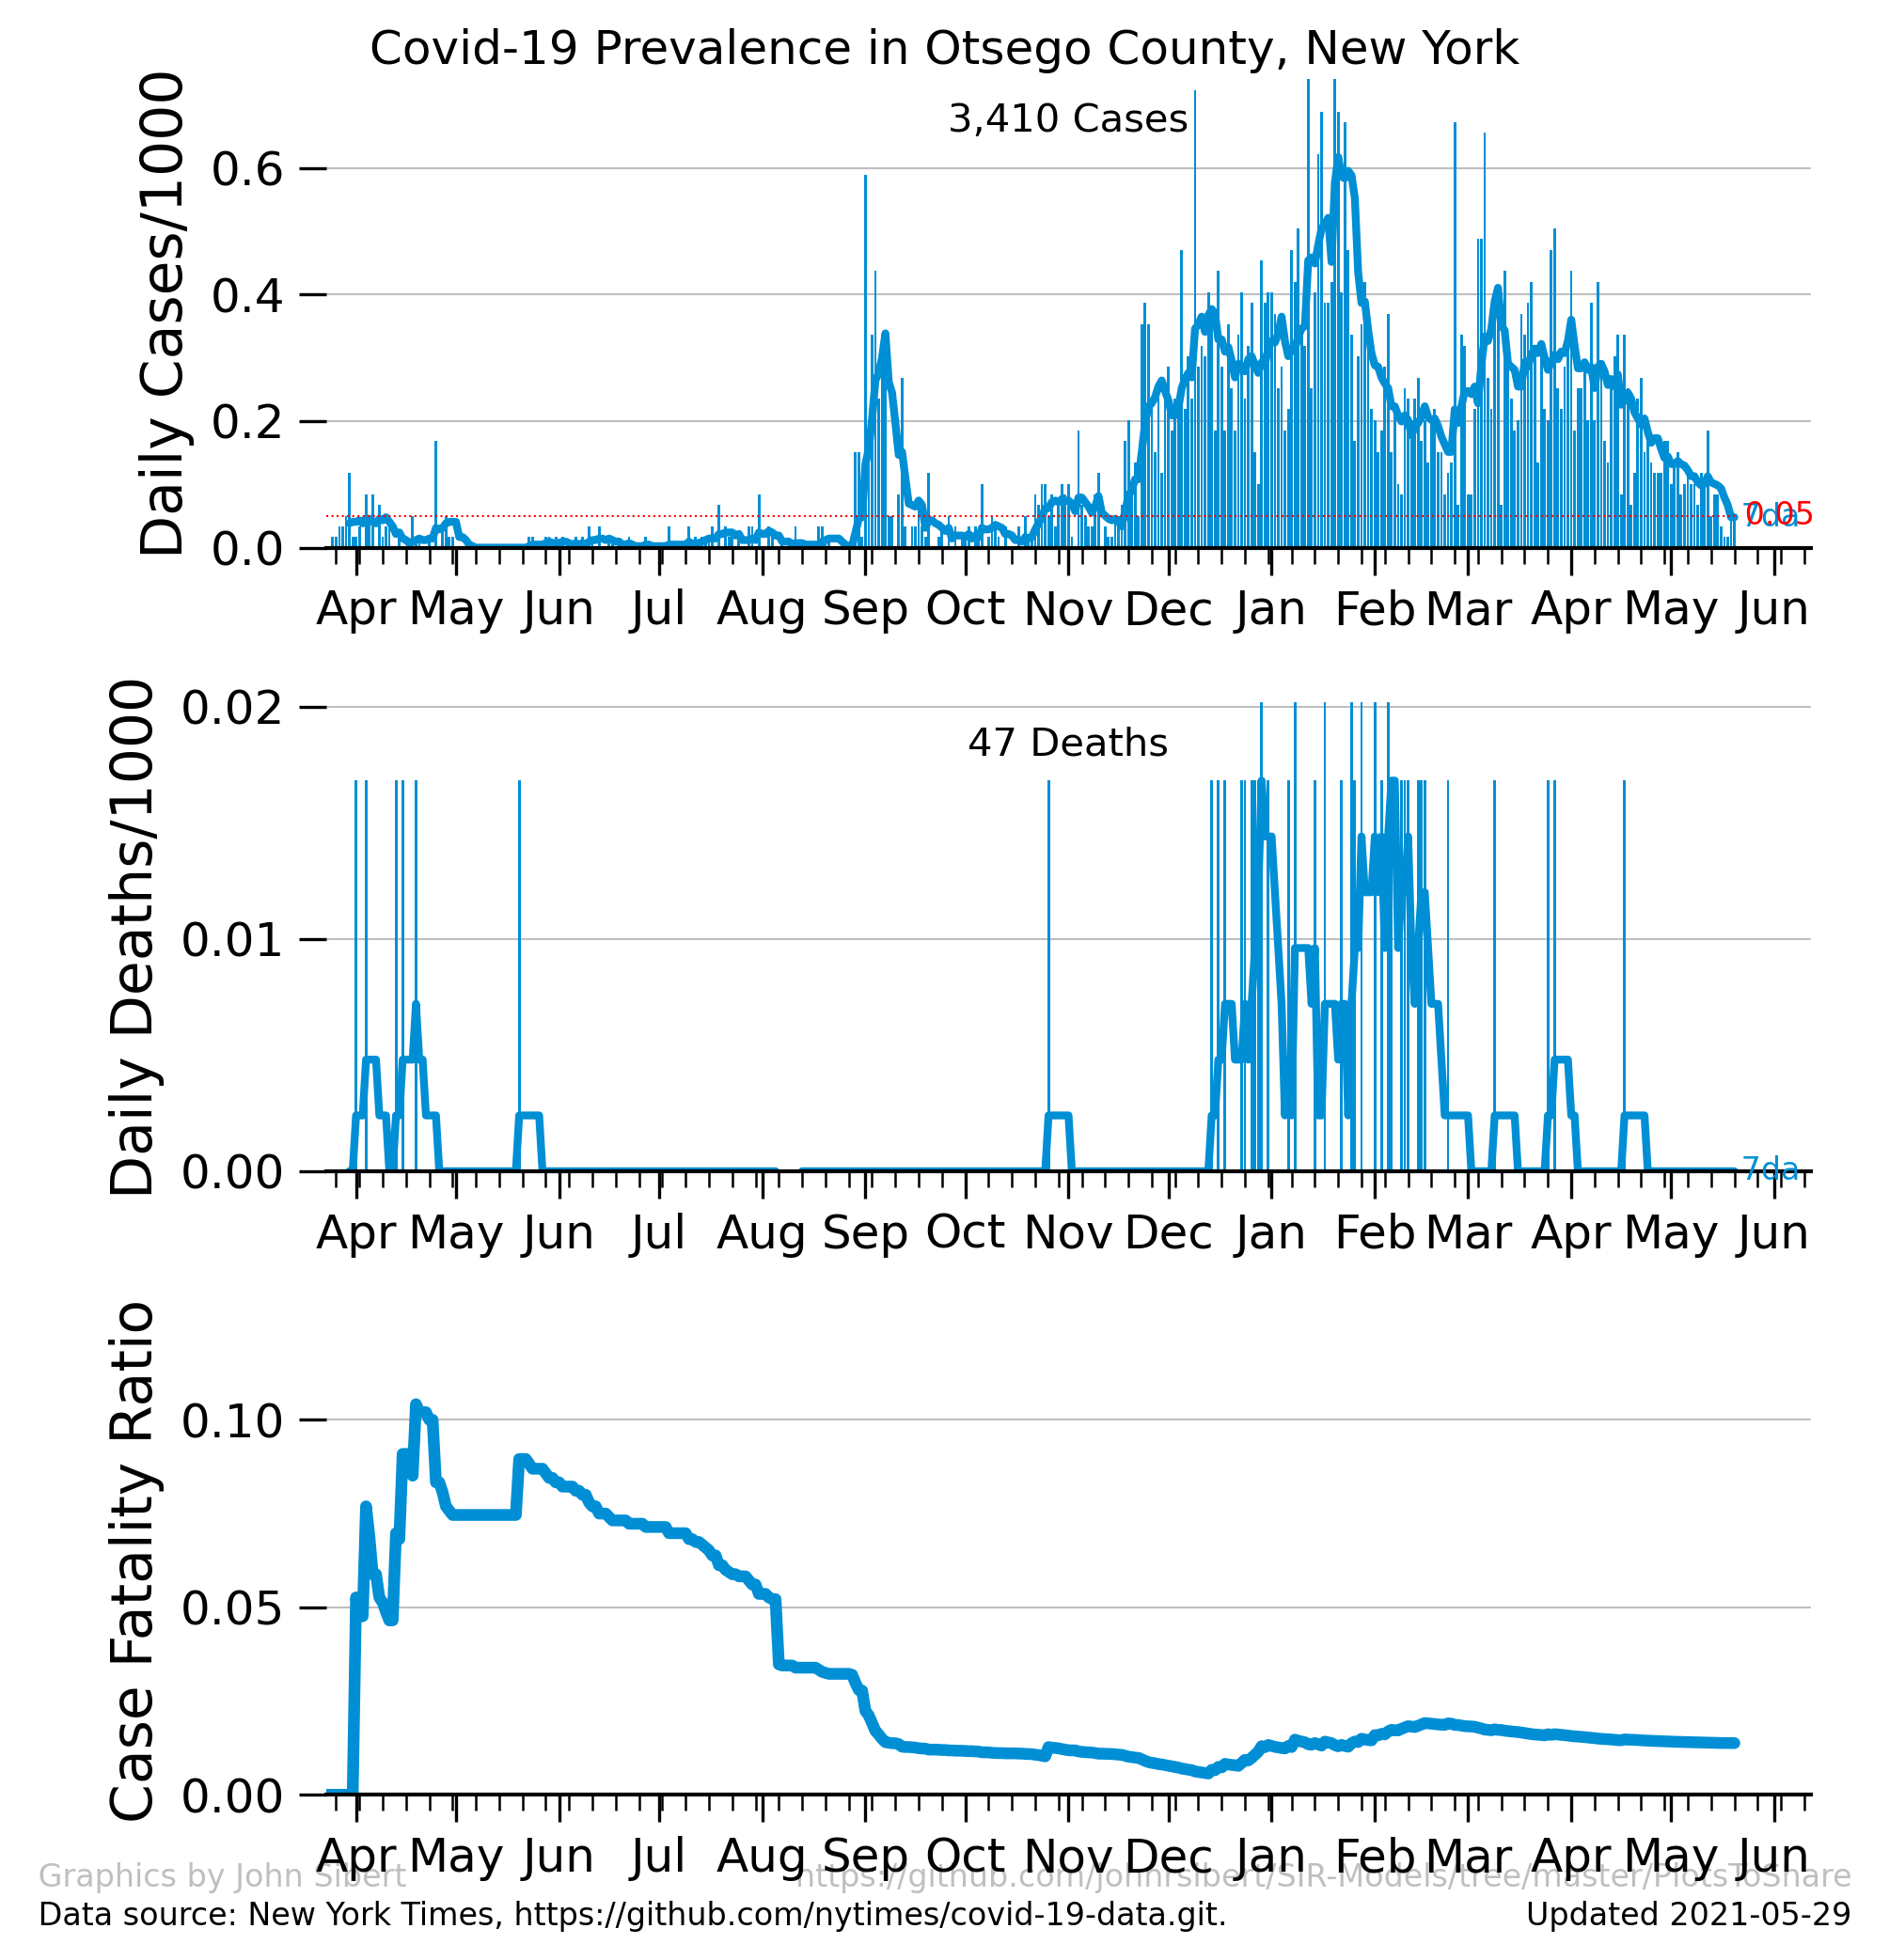 Covid-19 Prevalence in Otsego County, New York
3,410 Cases
Daily Cases/1000
0.6
0.4
0.2
0.0
7da
0.05
Apr May Jun Jul Aug Sep Oct Nov Dec Jan Feb Mar Apr May Jun
47 Deaths
Daily Deaths/1000
0.02
0.01
0.00
7da
Apr May Jun Jul Aug Sep Oct Nov Dec Jan Feb Mar Apr May Jun
Case Fatality Ratio
0.10
0.05
0.00
Apr May Jun Jul Aug Sep Oct Nov Dec Jan Feb Mar Apr May Jun
Graphics by John Sibert https://github.com/johnrsibert/SIR-Models/tree/master/PlotsToShare
Data source: New York Times, https://github.com/nytimes/covid-19-data.git. Updated 2021-05-29